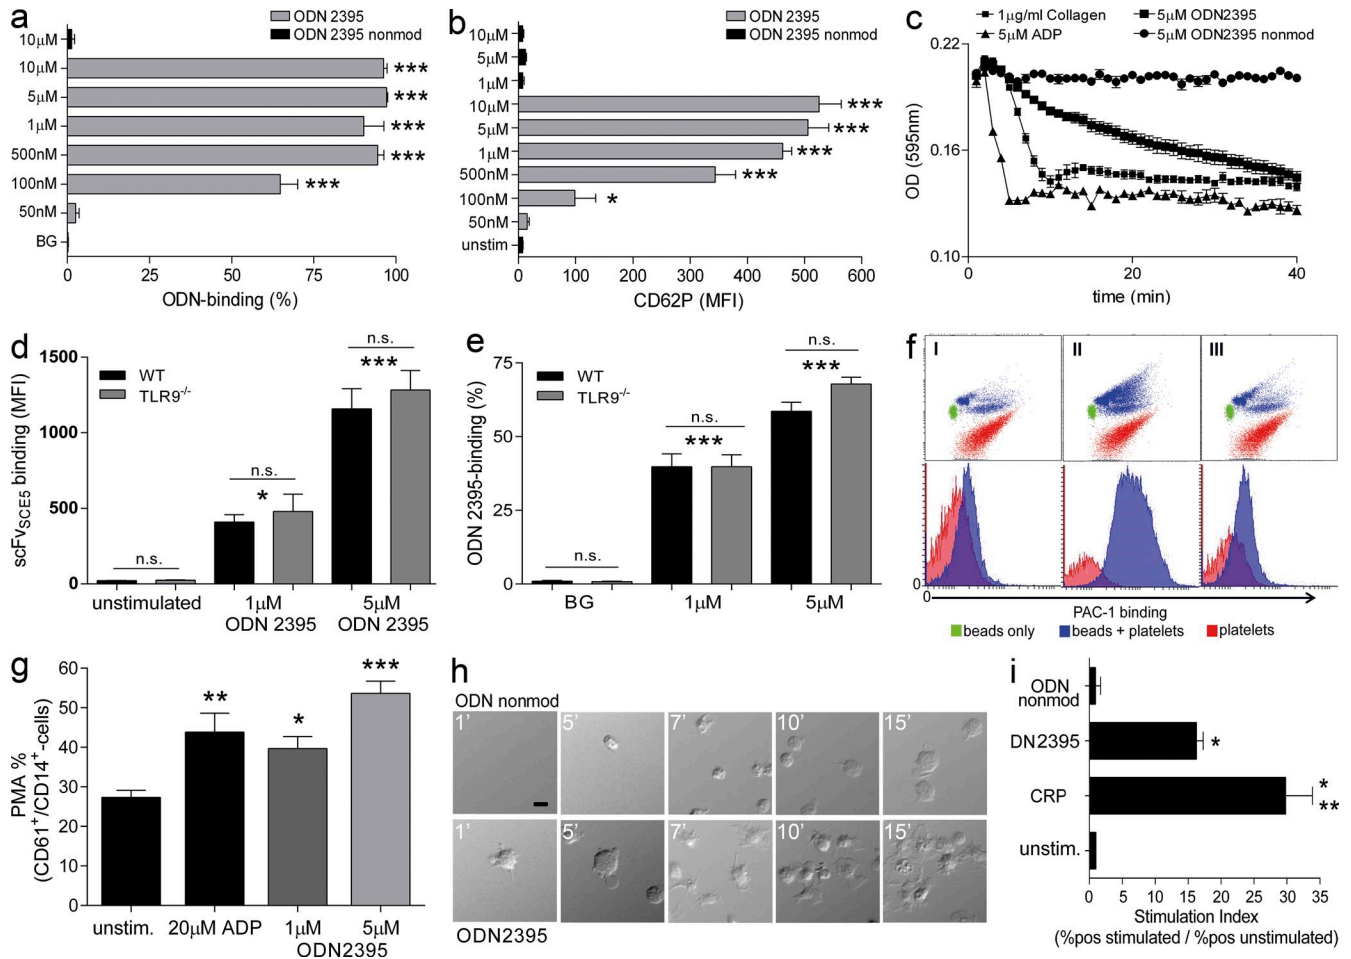 a
ODN 2395
ODN 2395 nonmod
10µM
10µM
***
5µM
***
1µM
***
500nM
***
100nM
***
50nM
BG
0 25 50 75 100
ODN-binding (%)
b
ODN 2395
ODN 2395 nonmod
10µM
5µM
1µM
10µM
***
5µM
***
1µM
***
500nM
***
100nM
*
50nM
unstim
0 100 200 300 400 500 600
CD62P (MFI)
c
1µg/ml Collagen
5µM ODN2395
5µM ADP
5µM ODN2395 nonmod
0.22
0.16
0.10
OD (595nm)
0 20 40
time (min)
d
1500
1000
500
0
scFvSCE5 binding (MFI)
WT
TLR9-/-
n.s.
n.s.
*
n.s.
***
unstimulated
1µM
ODN 2395
5µM
ODN 2395
e
75
50
25
0
ODN 2395-binding (%)
WT
TLR9-/-
n.s.
n.s.
***
n.s.
***
BG 1µM 5µM
f
I
II
III
0
0
PAC-1 binding
beads only
beads + platelets
platelets
g
60
50
40
30
20
10
0
PMA %
(CD61+/CD14+-cells)
**
*
***
unstim. 20µM ADP 1µM 5µM
ODN2395
h
ODN nonmod
1' 5' 7' 10' 15'
1' 5' 7' 10' 15'
ODN2395
i
ODN
nonmod
DN2395
*
CRP
*
**
unstim.
0 5 10 15 20 25 30 35
Stimulation Index
(%pos stimulated / %pos unstimulated)